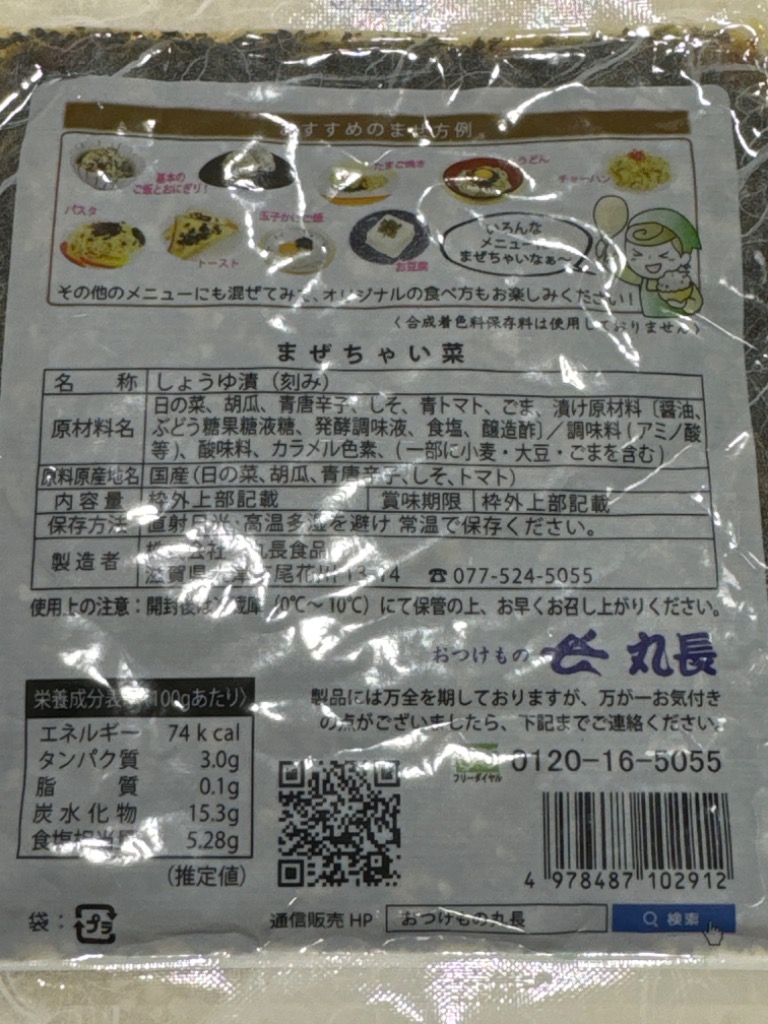 すすめのまぜ方例
基本の
ご飯とおにぎり！
たまご焼き
うどん
チャーハン
パスタ
トースト
玉子かけご飯
お豆腐
いろんな
メニューに
まぜちゃいなぁ〜
その他のメニューにも混ぜてみて、オリジナルの食べ方もお楽しみください！
〈合成着色料保存料は使用しておりません〉
まぜちゃい菜
名称 しょうゆ漬（刻み）
原材料名 日の菜、胡瓜、青唐辛子、しそ、青トマト、ごま、漬け原材料〔醤油、
ぶどう糖果糖液糖、発酵調味液、食塩、醸造酢〕／調味料（アミノ酸
等）、酸味料、カラメル色素、（一部に小麦・大豆・ごまを含む）
原料原産地名 国産（日の菜、胡瓜、青唐辛子、しそ、トマト）
内容量 枠外上部記載 賞味期限 枠外上部記載
保存方法 直射日光・高温多湿を避け 常温で保存ください。
製造者 株式会社 丸長食品
滋賀県大津市尾花川13-14 ☎077-524-5055
使用上の注意：開封後は冷蔵庫（0℃〜10℃）にて保管の上、お早くお召し上がりください。
おつけもの 丸長
製品には万全を期しておりますが、万が一お気付き
の点がございましたら、下記までご連絡ください。
フリーダイヤル 0120-16-5055
栄養成分表示〈100gあたり〉
エネルギー 74kcal
タンパク質 3.0g
脂質 0.1g
炭水化物 15.3g
食塩相当量 5.28g
（推定値）
4 978487 102912
袋：プラ
通信販売HP おつけもの丸長 検索